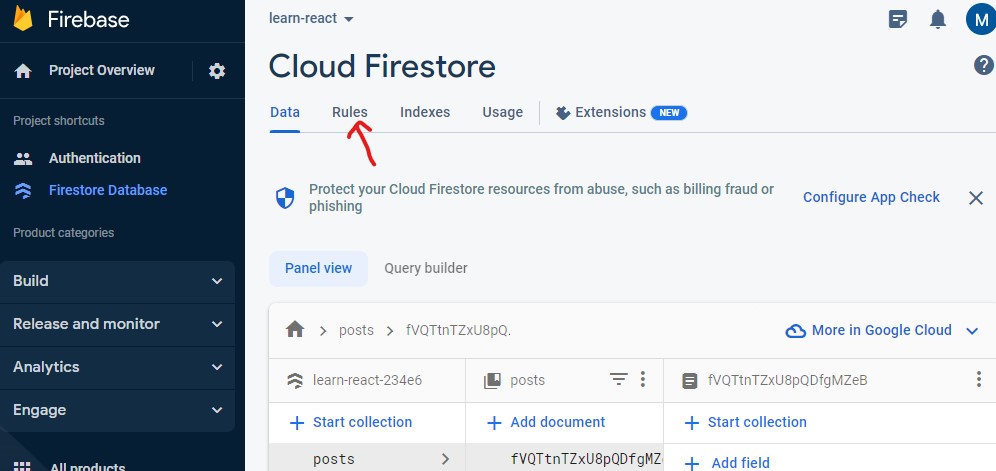 Firebase
learn-react
M
Project Overview
Cloud Firestore
?
Data Rules Indexes Usage Extensions NEW
Project shortcuts
Authentication
Firestore Database
Product categories
Build
Release and monitor
Analytics
Engage
All products
Protect your Cloud Firestore resources from abuse, such as billing fraud or
phishing
Configure App Check
Panel view Query builder
posts fVQTtnTZxU8pQ.
More in Google Cloud
learn-react-234e6 posts fVQTtnTZxU8pQDfgMZeB
Start collection Add document Start collection
posts fVQTtnTZxU8pQDfgMZ
Add field